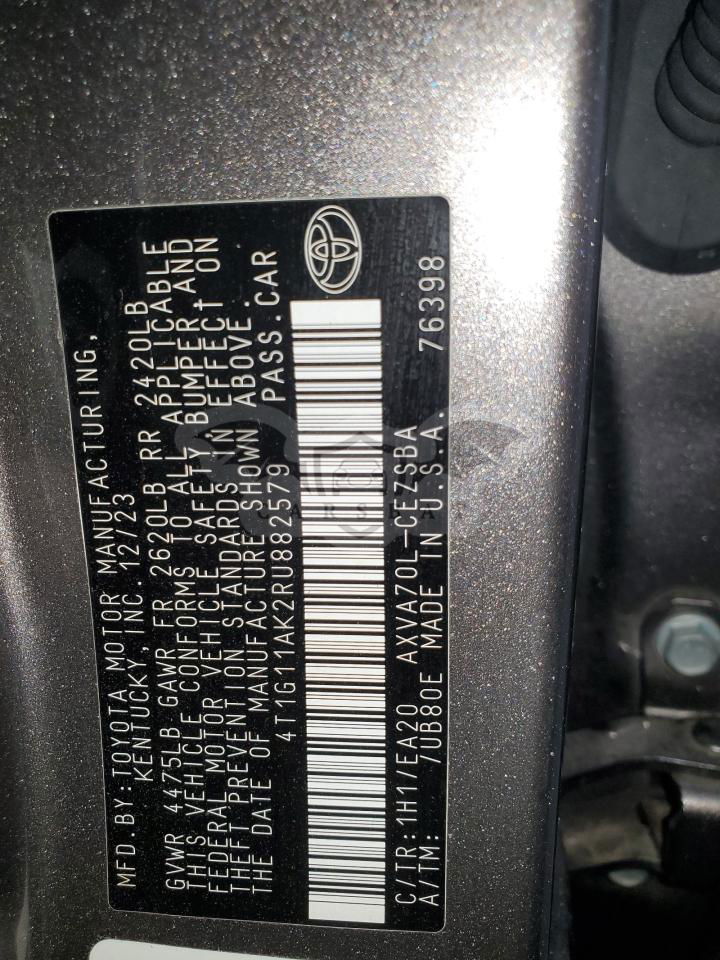 MFD.BY:TOYOTA MOTOR MANUFACTURING,
KENTUCKY, INC. 12/23
GVWR 4475LB GAWR FR 2620LB RR 2420LB
THIS VEHICLE CONFORMS TO ALL APPLICABLE
FEDERAL MOTOR VEHICLE SAFETY, BUMPER AND
THEFT PREVENTION STANDARDS IN EFFECT ON
THE DATE OF MANUFACTURE SHOWN ABOVE.
4T1G11AK2RU882579 PASS.CAR
C/TR:1H1/EA20 AXVA70L-CEZSBA
A/TM: /UB80E MADE IN U.S.A. 76398